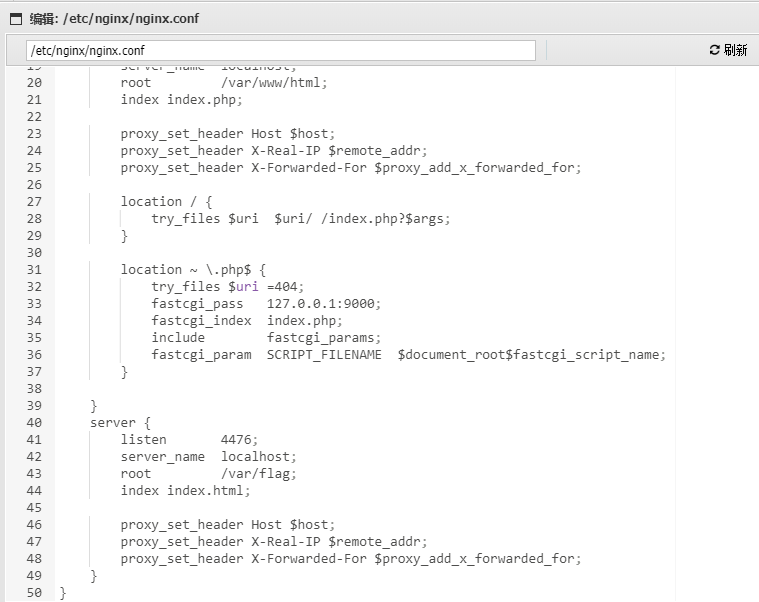 编辑: /etc/nginx/nginx.conf
/etc/nginx/nginx.conf 刷新
19 server_name localhost;
20 root /var/www/html;
21 index index.php;
22
23 proxy_set_header Host $host;
24 proxy_set_header X-Real-IP $remote_addr;
25 proxy_set_header X-Forwarded-For $proxy_add_x_forwarded_for;
26
27 location / {
28 try_files $uri  $uri/ /index.php?$args;
29 }
30
31 location ~ \.php$ {
32 try_files $uri =404;
33 fastcgi_pass   127.0.0.1:9000;
34 fastcgi_index  index.php;
35 include        fastcgi_params;
36 fastcgi_param  SCRIPT_FILENAME  $document_root$fastcgi_script_name;
37 }
38
39 }
40 server {
41 listen       4476;
42 server_name  localhost;
43 root         /var/flag;
44 index index.html;
45
46 proxy_set_header Host $host;
47 proxy_set_header X-Real-IP $remote_addr;
48 proxy_set_header X-Forwarded-For $proxy_add_x_forwarded_for;
49 }
50 }